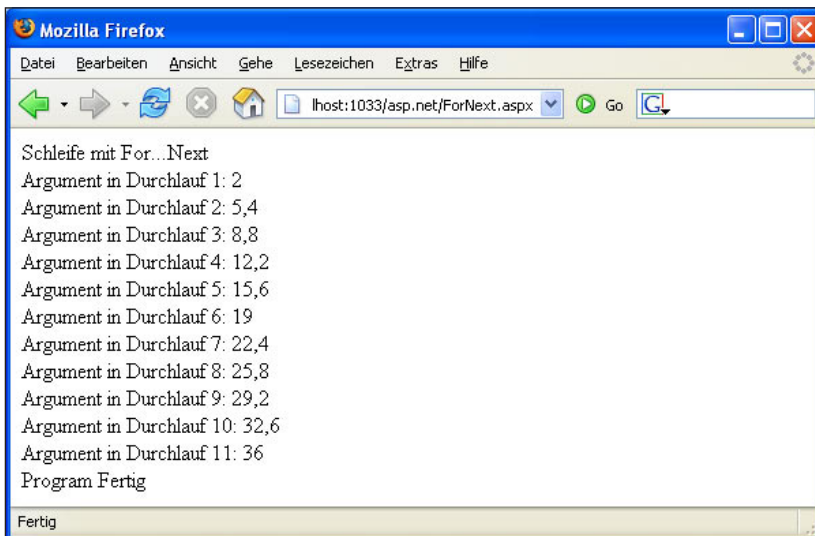 Mozilla Firefox
Datei Bearbeiten Ansicht Gehe Lesezeichen Extras Hilfe
lhost:1033/asp.net/ForNext.aspx Go G
Schleife mit For...Next
Argument in Durchlauf 1: 2
Argument in Durchlauf 2: 5,4
Argument in Durchlauf 3: 8,8
Argument in Durchlauf 4: 12,2
Argument in Durchlauf 5: 15,6
Argument in Durchlauf 6: 19
Argument in Durchlauf 7: 22,4
Argument in Durchlauf 8: 25,8
Argument in Durchlauf 9: 29,2
Argument in Durchlauf 10: 32,6
Argument in Durchlauf 11: 36
Program Fertig
Fertig